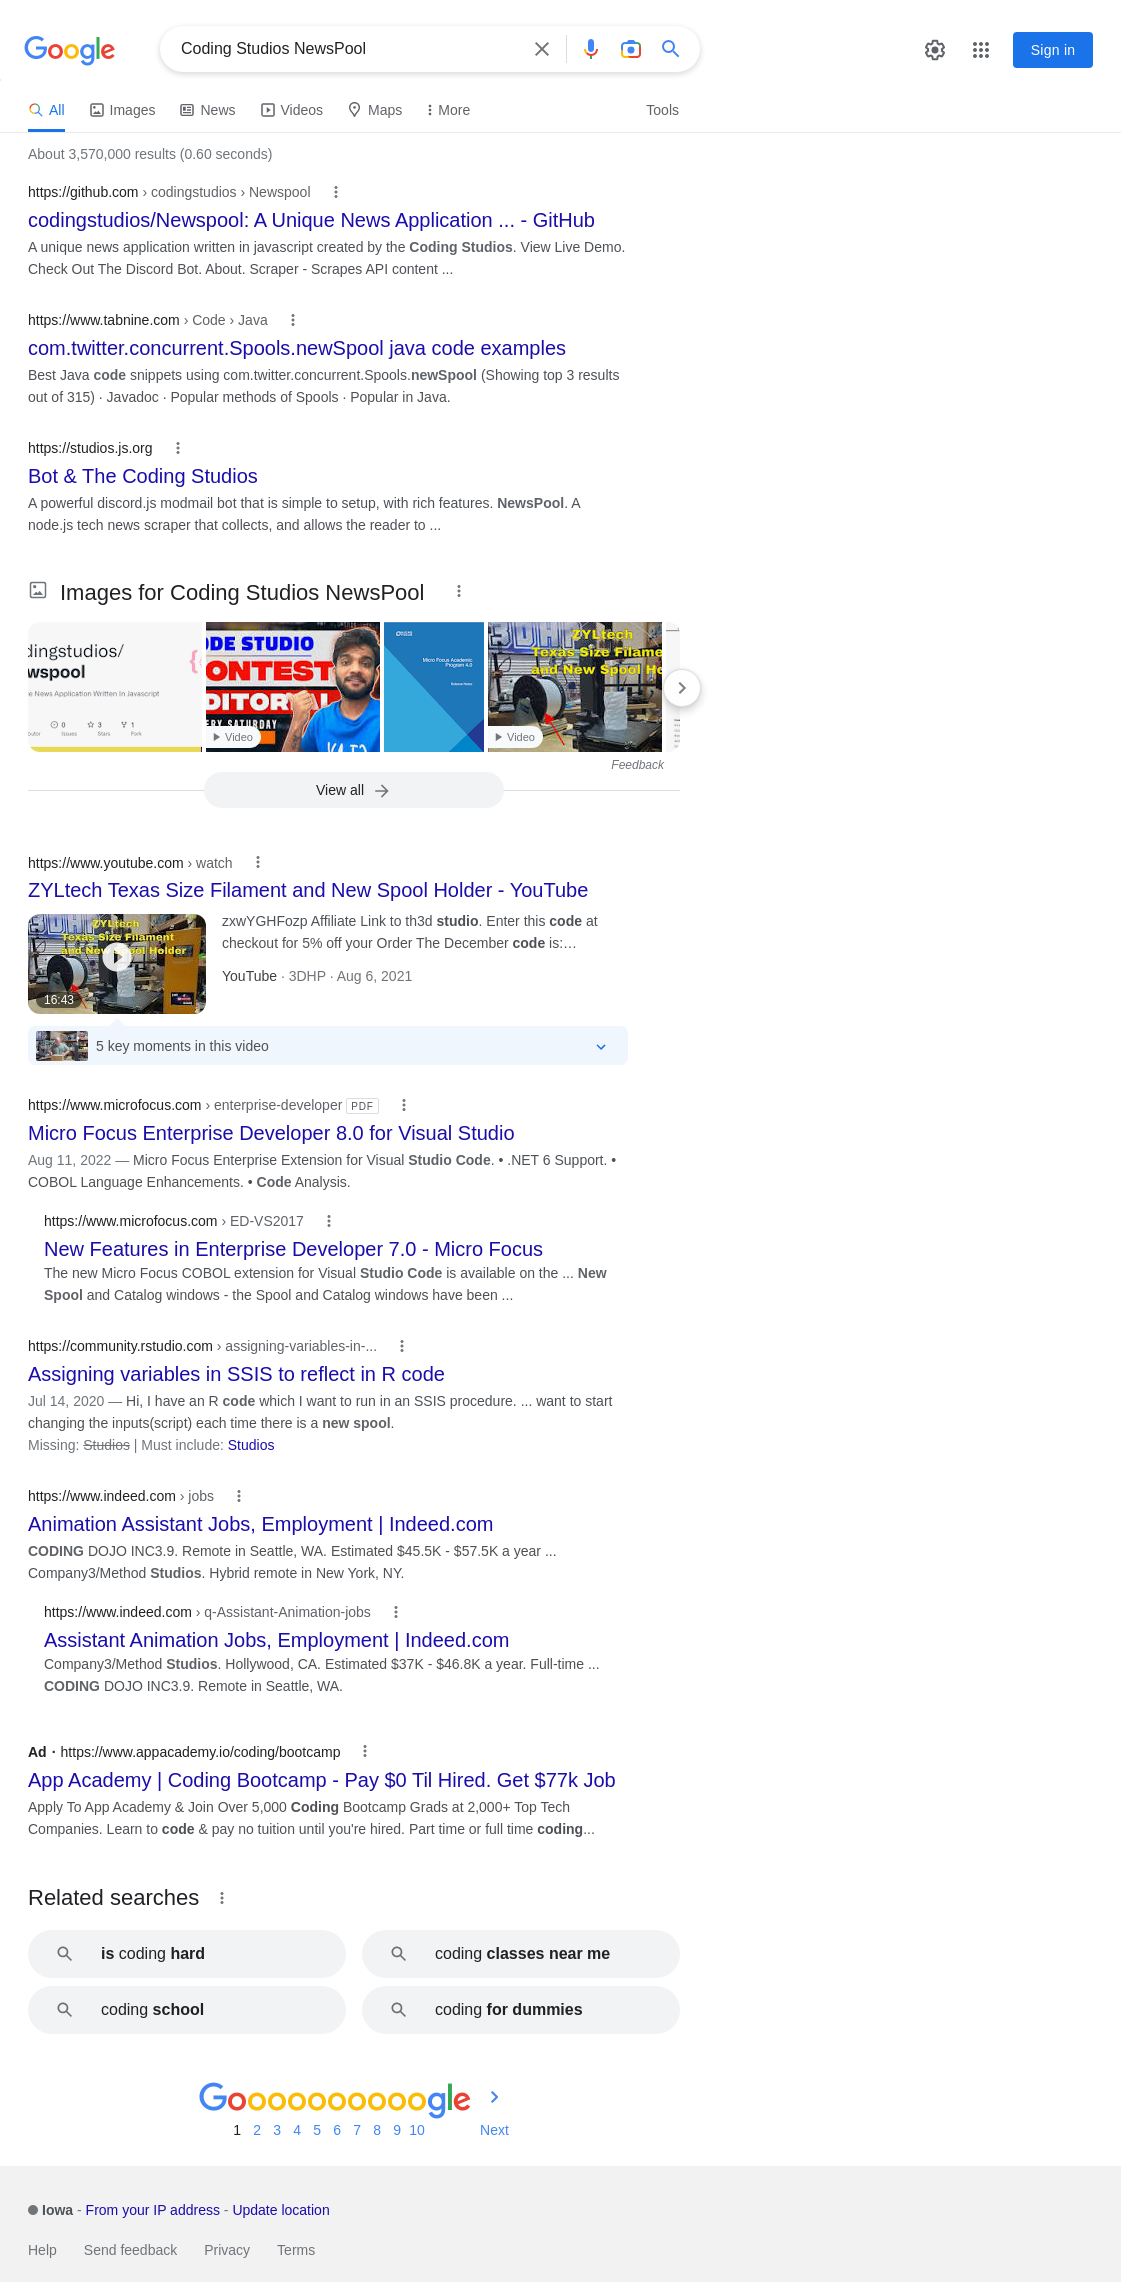 Google
Coding Studios NewsPool
Sign in
All
Images
News
Videos
Maps
More
Tools
About 3,570,000 results (0.60 seconds)
https://github.com › codingstudios › Newspool
codingstudios/Newspool: A Unique News Application ... - GitHub
A unique news application written in javascript created by the Coding Studios. View Live Demo.
Check Out The Discord Bot. About. Scraper - Scrapes API content ...
https://www.tabnine.com › Code › Java
com.twitter.concurrent.Spools.newSpool java code examples
Best Java code snippets using com.twitter.concurrent.Spools.newSpool (Showing top 3 results
out of 315) · Javadoc · Popular methods of Spools · Popular in Java.
https://studios.js.org
Bot & The Coding Studios
A powerful discord.js modmail bot that is simple to setup, with rich features. NewsPool. A
node.js tech news scraper that collects, and allows the reader to ...
Images for Coding Studios NewsPool
dingstudios/
wspool
e News Application Written In Javascript
0
3
1
Issues
Stars
Fork
ODE STUDIO
ONTEST
DITORIAL
ERY SATURDAY
Video
Micro Focus Academic
Program 4.0
Release Notes
ZYLtech
Texas Size Filame
and New Spool Ho
Video
Feedback
View all
https://www.youtube.com › watch
ZYLtech Texas Size Filament and New Spool Holder - YouTube
ZYLtech
Texas Size Filament
and New Spool Holder
16:43
zxwYGHFozp Affiliate Link to th3d studio. Enter this code at
checkout for 5% off your Order The December code is:…
YouTube · 3DHP · Aug 6, 2021
5 key moments in this video
https://www.microfocus.com › enterprise-developer PDF
Micro Focus Enterprise Developer 8.0 for Visual Studio
Aug 11, 2022 — Micro Focus Enterprise Extension for Visual Studio Code. • .NET 6 Support. •
COBOL Language Enhancements. • Code Analysis.
https://www.microfocus.com › ED-VS2017
New Features in Enterprise Developer 7.0 - Micro Focus
The new Micro Focus COBOL extension for Visual Studio Code is available on the ... New
Spool and Catalog windows - the Spool and Catalog windows have been ...
https://community.rstudio.com › assigning-variables-in-...
Assigning variables in SSIS to reflect in R code
Jul 14, 2020 — Hi, I have an R code which I want to run in an SSIS procedure. ... want to start
changing the inputs(script) each time there is a new spool.
Missing: Studios | Must include: Studios
https://www.indeed.com › jobs
Animation Assistant Jobs, Employment | Indeed.com
CODING DOJO INC3.9. Remote in Seattle, WA. Estimated $45.5K - $57.5K a year ...
Company3/Method Studios. Hybrid remote in New York, NY.
https://www.indeed.com › q-Assistant-Animation-jobs
Assistant Animation Jobs, Employment | Indeed.com
Company3/Method Studios. Hollywood, CA. Estimated $37K - $46.8K a year. Full-time ...
CODING DOJO INC3.9. Remote in Seattle, WA.
Ad · https://www.appacademy.io/coding/bootcamp
App Academy | Coding Bootcamp - Pay $0 Til Hired. Get $77k Job
Apply To App Academy & Join Over 5,000 Coding Bootcamp Grads at 2,000+ Top Tech
Companies. Learn to code & pay no tuition until you're hired. Part time or full time coding...
Related searches
is coding hard
coding classes near me
coding school
coding for dummies
Goooooooooogle
1 2 3 4 5 6 7 8 9 10 Next
Iowa - From your IP address - Update location
Help Send feedback Privacy Terms